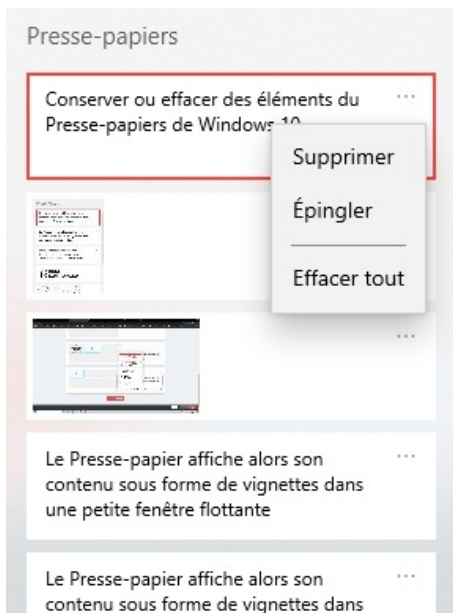 Presse-papiers
Conserver ou effacer des éléments du
Presse-papiers de Windows 10
Supprimer
Épingler
Effacer tout
Le Presse-papier affiche alors son
contenu sous forme de vignettes dans
une petite fenêtre flottante
Le Presse-papier affiche alors son
contenu sous forme de vignettes dans